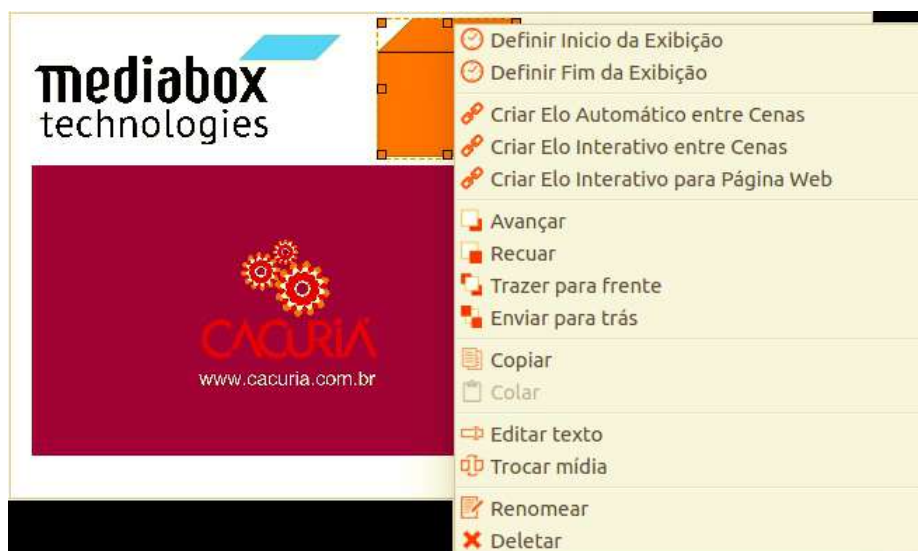 mediabox
technologies
CACURIÁ
www.cacuria.com.br
Definir Inicio da Exibição
Definir Fim da Exibição
Criar Elo Automático entre Cenas
Criar Elo Interativo entre Cenas
Criar Elo Interativo para Página Web
Avançar
Recuar
Trazer para frente
Enviar para trás
Copiar
Colar
Editar texto
Trocar mídia
Renomear
Deletar